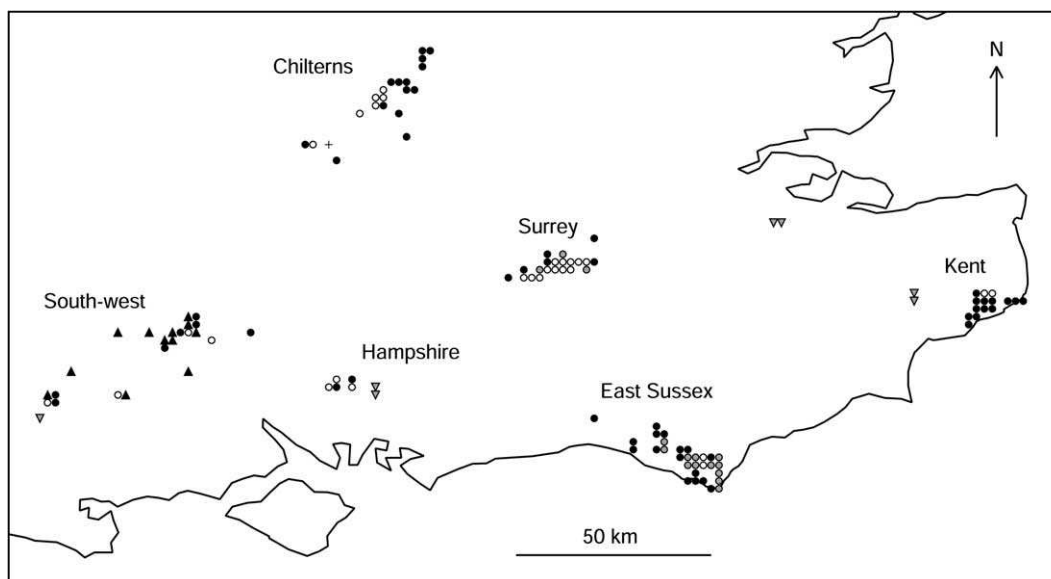 Chilterns
N
Surrey
Kent
South-west
Hampshire
East Sussex
50 km